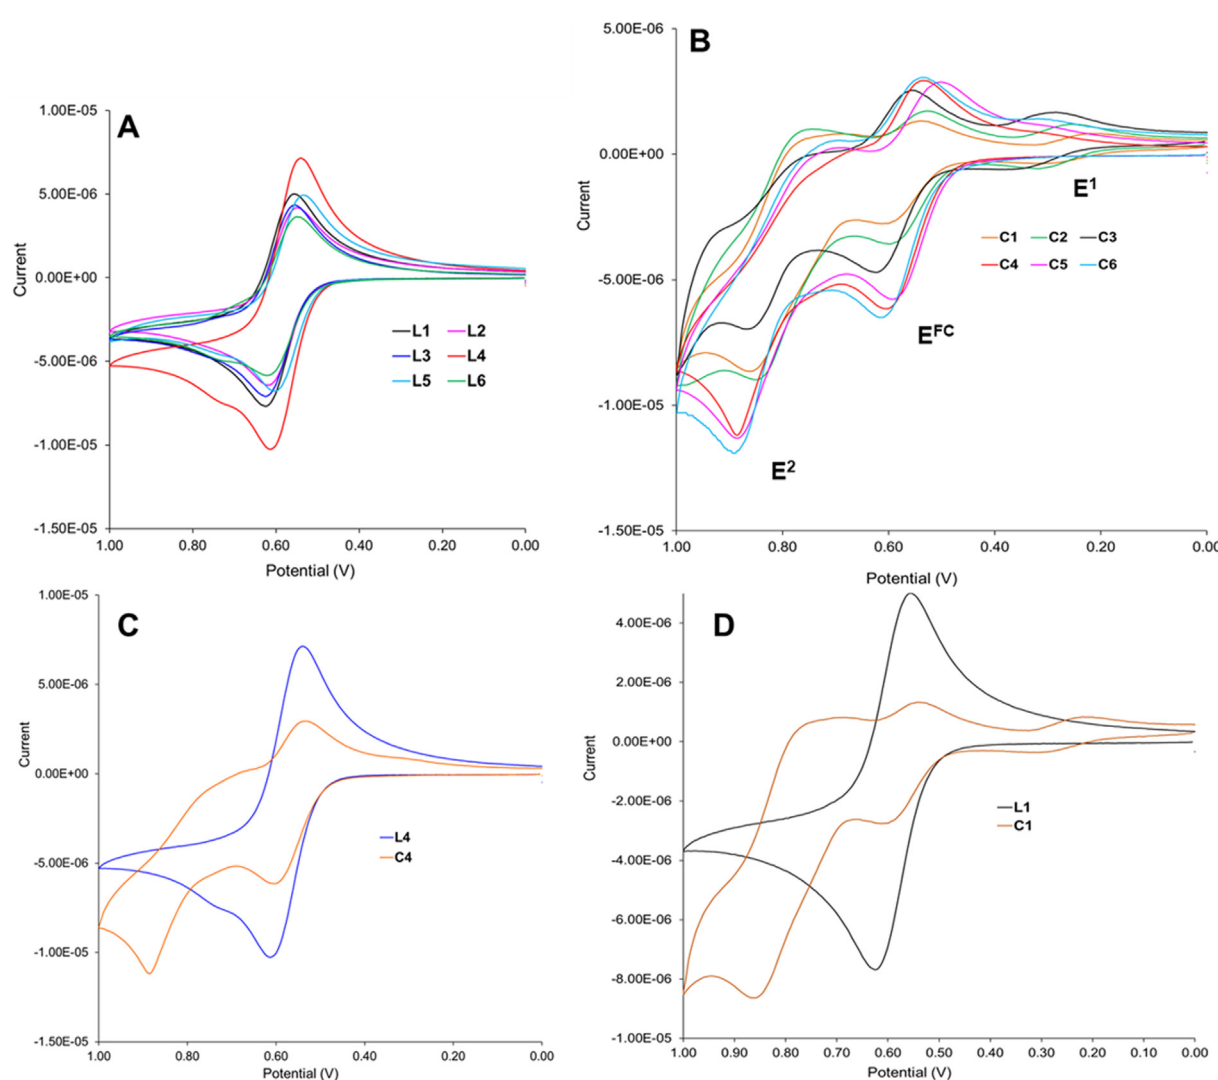 A
1.00E-05
5.00E-06
0.00E+00
-5.00E-06
-1.00E-05
-1.50E-05
Current
L1 L2
L3 L4
L5 L6
1.00 0.80 0.60 0.40 0.20 0.00
Potential (V)
B
5.00E-06
0.00E+00
-5.00E-06
-1.00E-05
-1.50E-05
Current
E¹
C1 C2 C3
C4 C5 C6
Eᶠᶜ
E²
1.00 0.80 0.60 0.40 0.20 0.00
Potential (V)
C
1.00E-05
5.00E-06
0.00E+00
-5.00E-06
-1.00E-05
-1.50E-05
Current
L4
C4
1.00 0.80 0.60 0.40 0.20 0.00
Potential (V)
D
4.00E-06
2.00E-06
0.00E+00
-2.00E-06
-4.00E-06
-6.00E-06
-8.00E-06
-1.00E-05
Current
L1
C1
1.00 0.90 0.80 0.70 0.60 0.50 0.40 0.30 0.20 0.10 0.00
Potential (V)